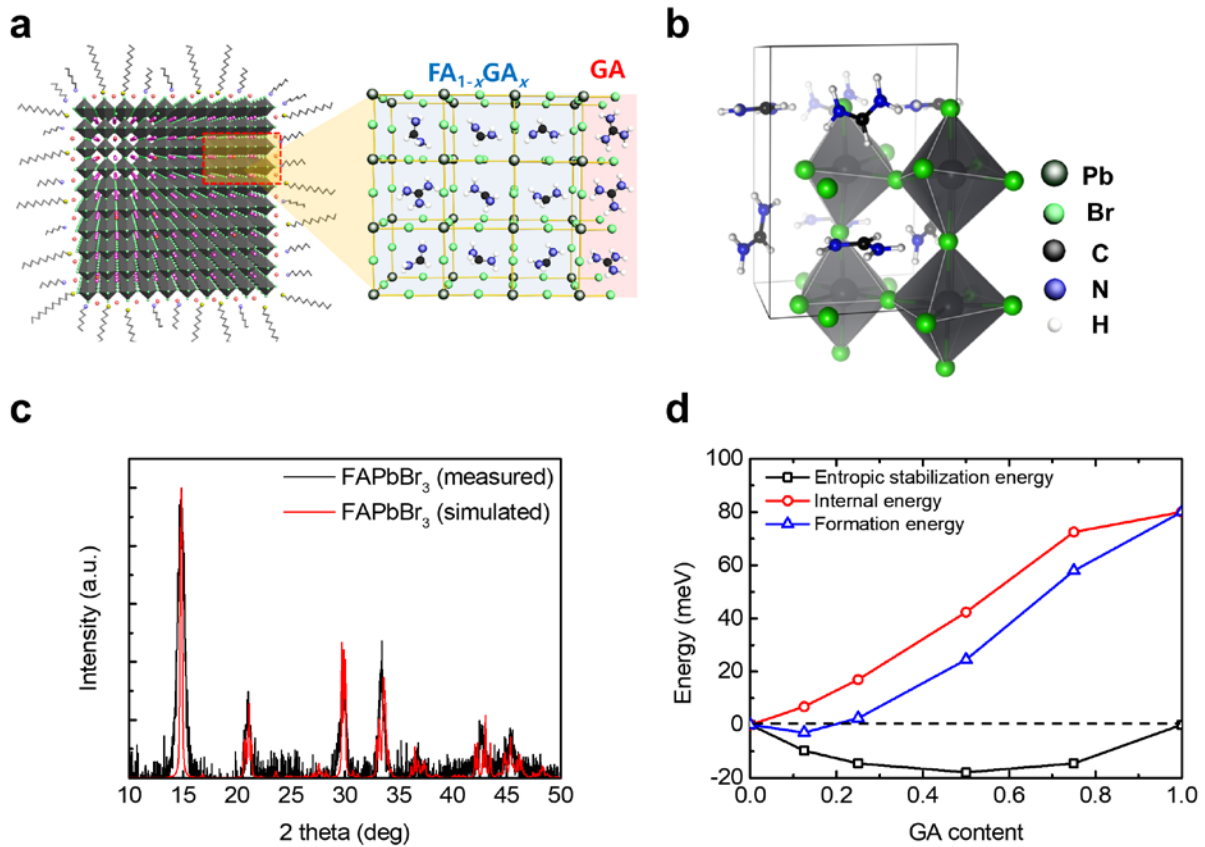 a
FA1-xGAx
GA
b
Pb
Br
C
N
H
c
FAPbBr3 (measured)
FAPbBr3 (simulated)
Intensity (a.u.)
10 15 20 25 30 35 40 45 50
2 theta (deg)
d
Entropic stabilization energy
Internal energy
Formation energy
Energy (meV)
100
80
60
40
20
0
-20
0.0 0.2 0.4 0.6 0.8 1.0
GA content